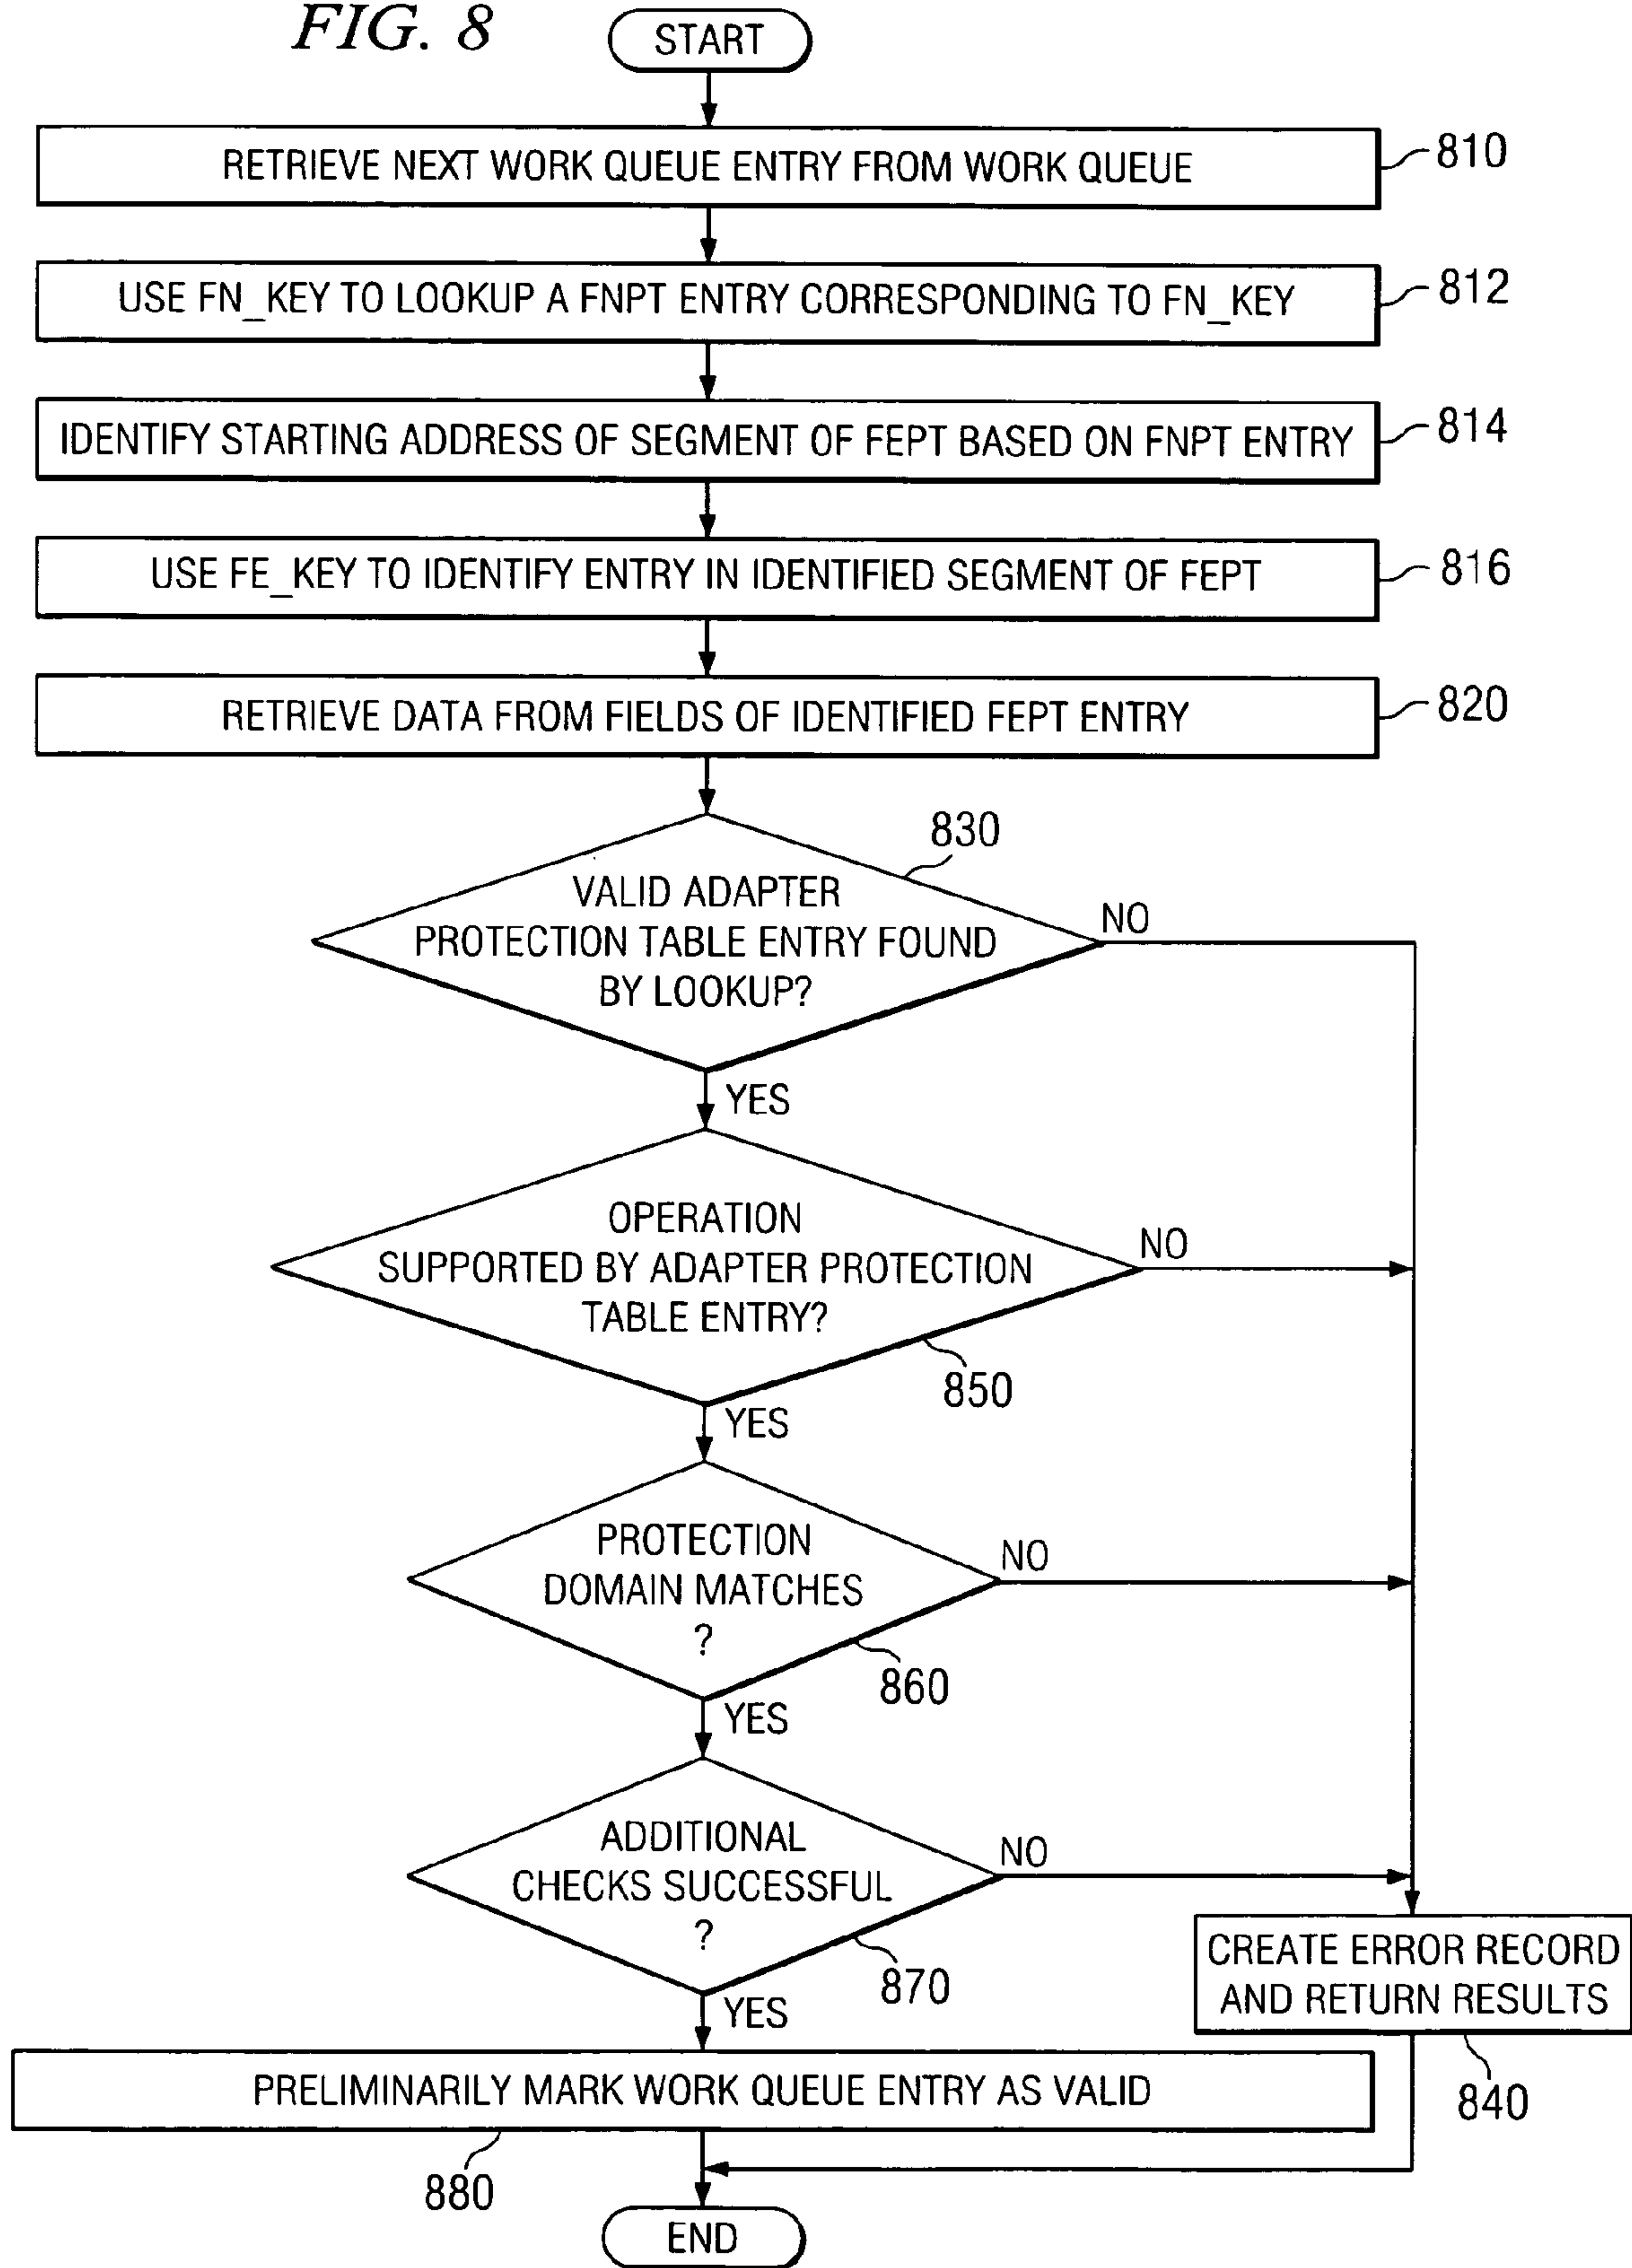 FIG. 8
START
RETRIEVE NEXT WORK QUEUE ENTRY FROM WORK QUEUE
810
USE FN_KEY TO LOOKUP A FNPT ENTRY CORRESPONDING TO FN_KEY
812
IDENTIFY STARTING ADDRESS OF SEGMENT OF FEPT BASED ON FNPT ENTRY
814
USE FE_KEY TO IDENTIFY ENTRY IN IDENTIFIED SEGMENT OF FEPT
816
RETRIEVE DATA FROM FIELDS OF IDENTIFIED FEPT ENTRY
820
830
VALID ADAPTER
PROTECTION TABLE ENTRY FOUND
BY LOOKUP?
NO
YES
OPERATION
SUPPORTED BY ADAPTER PROTECTION
TABLE ENTRY?
NO
850
YES
PROTECTION
DOMAIN MATCHES
?
NO
860
YES
ADDITIONAL
CHECKS SUCCESSFUL
?
NO
870
YES
CREATE ERROR RECORD
AND RETURN RESULTS
840
PRELIMINARILY MARK WORK QUEUE ENTRY AS VALID
880
END